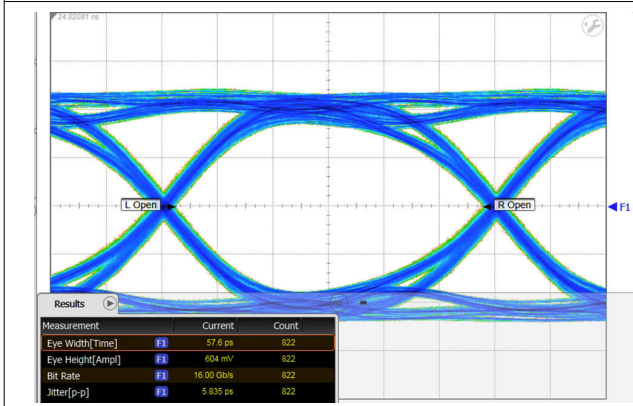 24.02081 ns
L Open
R Open
F1
Results
Measurement Current Count
Eye Width[Time] F1 57.6 ps 822
Eye Height[Ampl] F1 604 mV 822
Bit Rate F1 16.00 Gb/s 822
Jitter[p-p] F1 5.835 ps 822